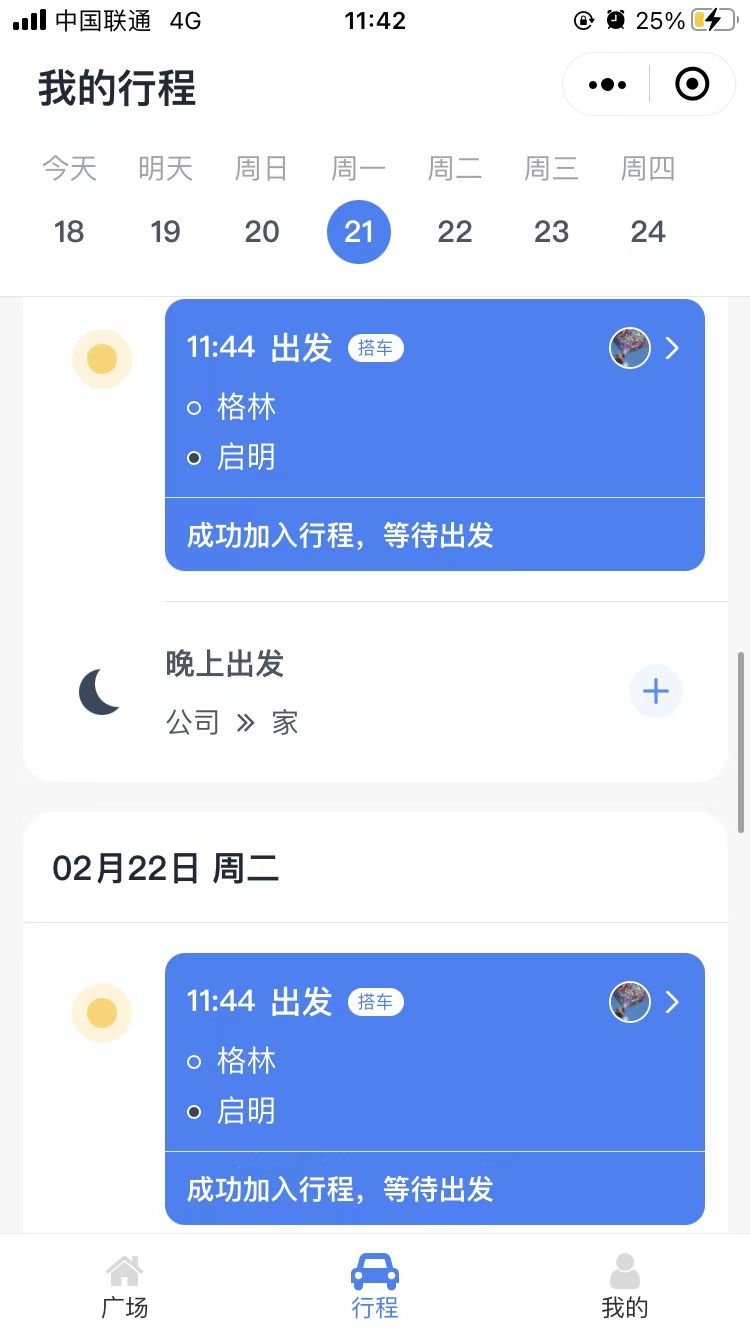 中国联通 4G 11:42 25%
我的行程
今天 明天 周日 周一 周二 周三 周四
18 19 20 21 22 23 24
11:44 出发 搭车
格林
启明
成功加入行程，等待出发
晚上出发
公司 » 家
02月22日 周二
11:44 出发 搭车
格林
启明
成功加入行程，等待出发
广场 行程 我的